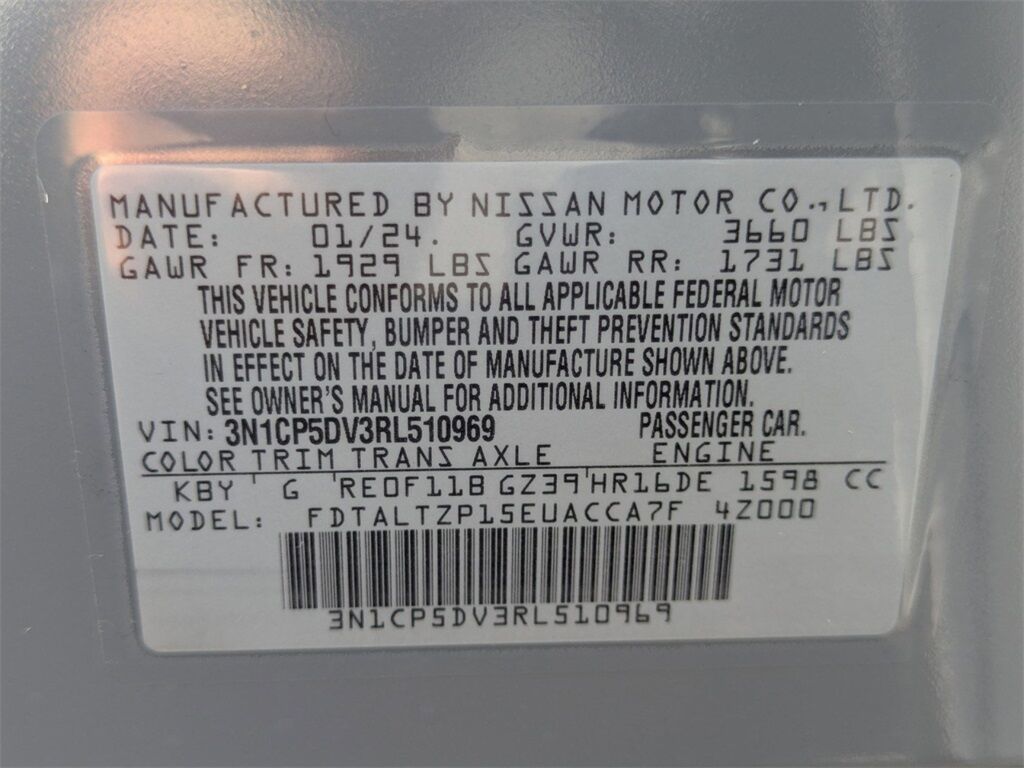 MANUFACTURED BY NISSAN MOTOR CO., LTD.
DATE: 01/24. GVWR: 3660 LBS
GAWR FR: 1929 LBS GAWR RR: 1731 LBS
THIS VEHICLE CONFORMS TO ALL APPLICABLE FEDERAL MOTOR
VEHICLE SAFETY, BUMPER AND THEFT PREVENTION STANDARDS
IN EFFECT ON THE DATE OF MANUFACTURE SHOWN ABOVE.
SEE OWNER'S MANUAL FOR ADDITIONAL INFORMATION.
VIN: 3N1CP5DV3RL510969 PASSENGER CAR.
COLOR TRIM TRANS AXLE ENGINE
KBY G RE0F11B GZ39 HR16DE 1598 CC
MODEL: FDTALTZP15EUACCA7F 4Z000
3N1CP5DV3RL510969